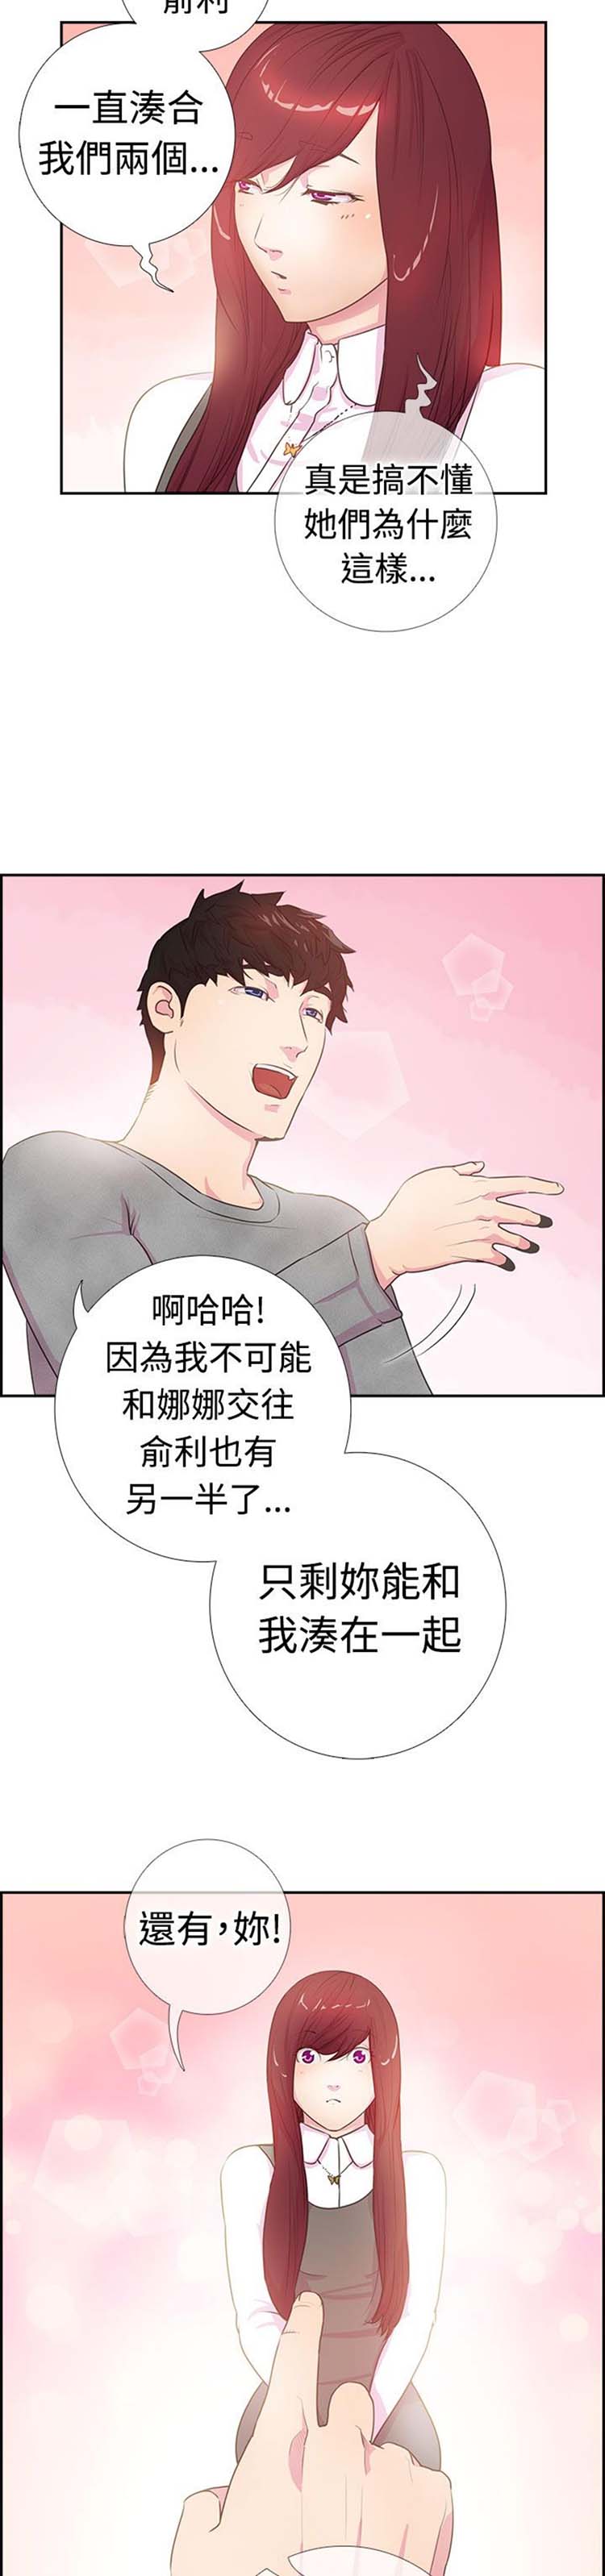 俞利
一直湊合
我們兩個...
真是搞不懂
她們為什麼
這樣...
啊哈哈!
因為我不可能
和娜娜交往
俞利也有
另一半了...
只剩妳能和
我湊在一起
還有,妳!